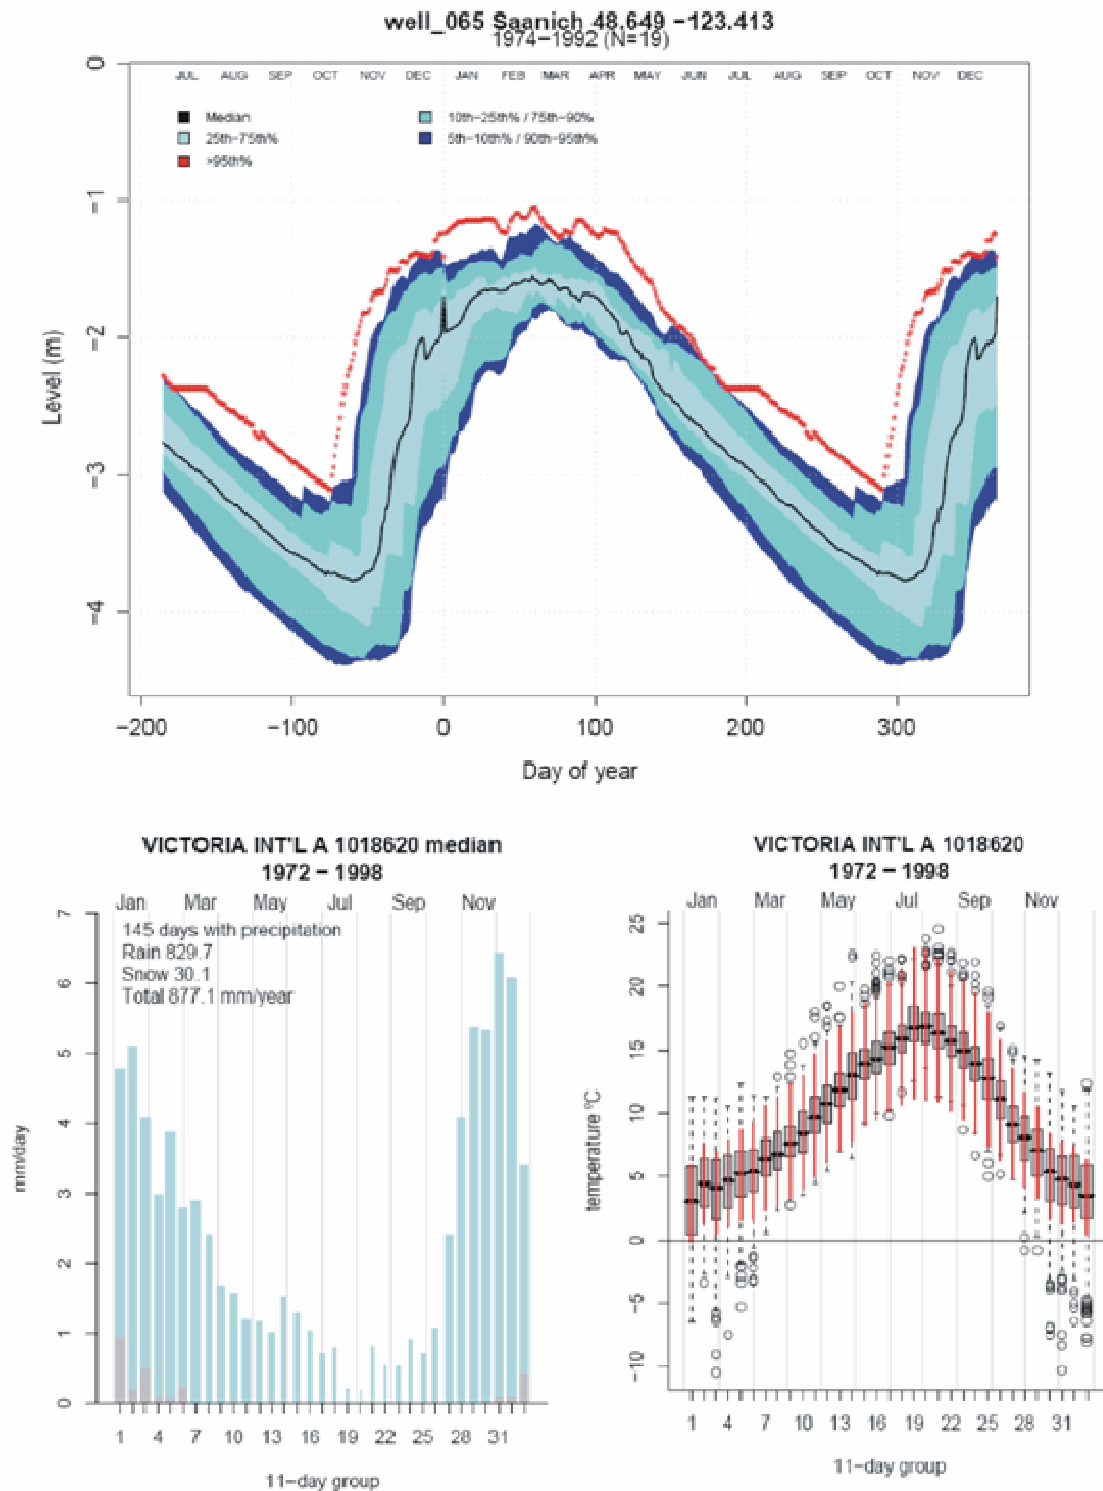 well_065 Saanich 48.649 −123.413
1974−1992 (N=19)
JUL AUG SEP OCT NOV DEC JAN FEB MAR APR MAY JUN JUL AUG SEP OCT NOV DEC
Median
25th−75th%
>95th%
10th−25th% / 75th−90%
5th−10th% / 90th−95th%
0
−1
−2
−3
−4
Level (m)
−200 −100 0 100 200 300
Day of year
VICTORIA INT'L A 1018620 median
1972 − 1998
Jan Mar May Jul Sep Nov
145 days with precipitation
Rain 829.7
Snow 30.1
Total 877.1 mm/year
7
6
5
4
3
2
1
0
mm/day
1 4 7 10 13 16 19 22 25 28 31
11−day group
VICTORIA INT'L A 1018620
1972 − 1998
Jan Mar May Jul Sep Nov
25
20
15
10
5
0
−5
−10
temperature °C
1 4 7 10 13 16 19 22 25 28 31
11−day group